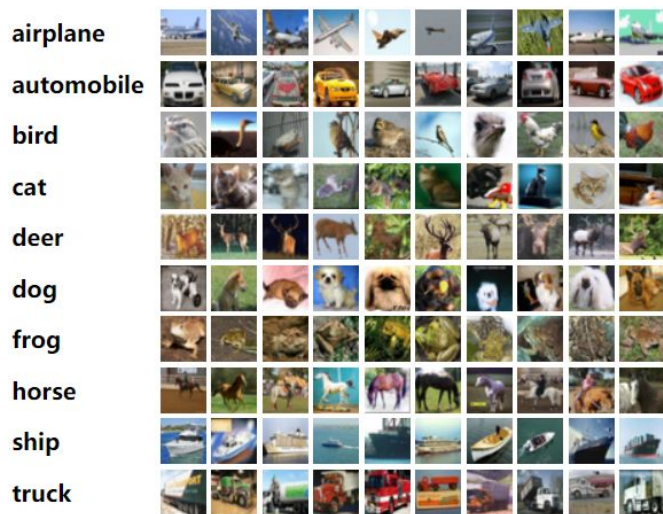 airplane
automobile
bird
cat
deer
dog
frog
horse
ship
truck